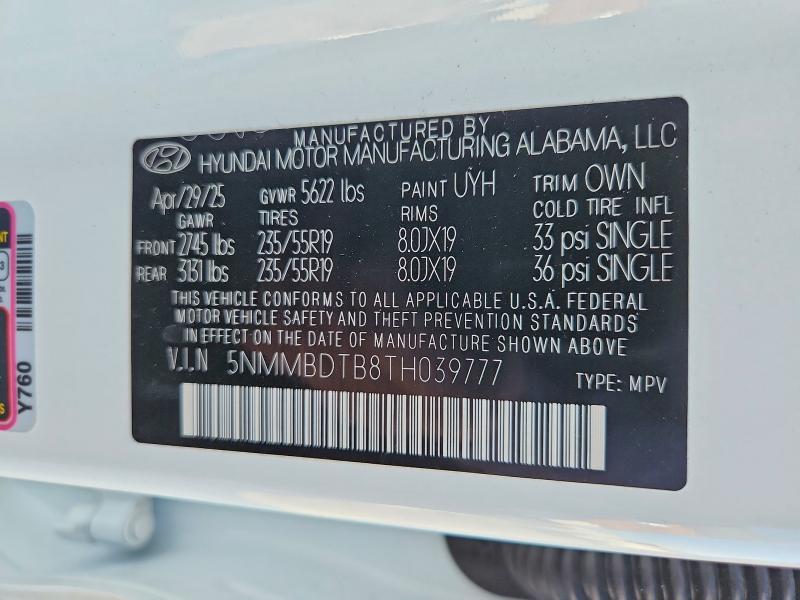 MANUFACTURED BY
HYUNDAI MOTOR MANUFACTURING ALABAMA, LLC
Apr/29/25 GVWR 5622 lbs PAINT UYH TRIM OWN
GAWR TIRES RIMS COLD TIRE INFL
FRONT 2745 lbs 235/55R19 8.0JX19 33 psi SINGLE
REAR 3131 lbs 235/55R19 8.0JX19 36 psi SINGLE
THIS VEHICLE CONFORMS TO ALL APPLICABLE U.S.A. FEDERAL
MOTOR VEHICLE SAFETY AND THEFT PREVENTION STANDARDS
IN EFFECT ON THE DATE OF MANUFACTURE SHOWN ABOVE
V.I.N 5NMMBDTB8TH039777
TYPE: MPV
Y760